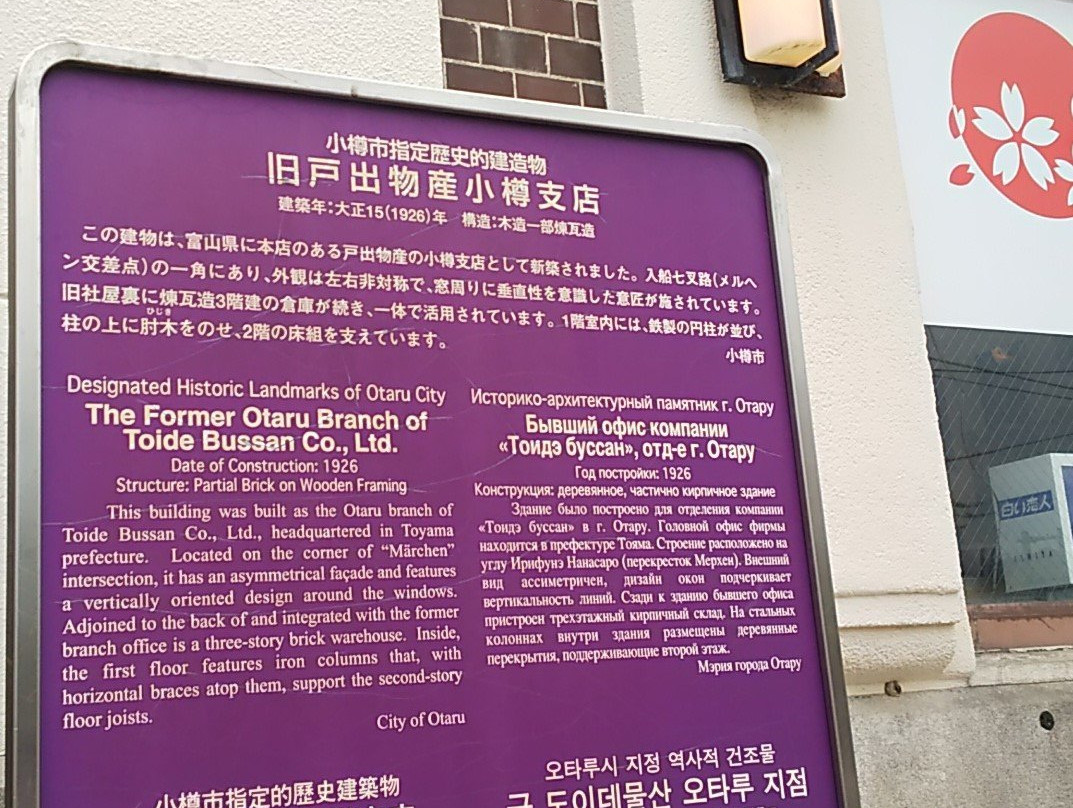 小樽市指定歴史的建造物
旧戸出物産小樽支店
建築年:大正15(1926)年 構造:木造一部煉瓦造
この建物は、富山県に本店のある戸出物産の小樽支店として新築されました。入船七叉路(メルヘ
ン交差点)の一角にあり、外観は左右非対称で、窓周りに垂直性を意識した意匠が施されています。
旧社屋裏に煉瓦造3階建の倉庫が続き、一体で活用されています。1階室内には、鉄製の円柱が並び、
ひじき
柱の上に肘木をのせ、2階の床組を支えています。
小樽市
Designated Historic Landmarks of Otaru City
The Former Otaru Branch of
Toide Bussan Co., Ltd.
Date of Construction: 1926
Structure: Partial Brick on Wooden Framing
This building was built as the Otaru branch of
Toide Bussan Co., Ltd., headquartered in Toyama
prefecture. Located on the corner of “Märchen”
intersection, it has an asymmetrical façade and features
a vertically oriented design around the windows.
Adjoined to the back of and integrated with the former
branch office is a three-story brick warehouse. Inside,
the first floor features iron columns that, with
horizontal braces atop them, support the second-story
floor joists.
City of Otaru
Историко-архитектурный памятник г. Отару
Бывший офис компании
«Тоидэ буссан», отд-е г. Отару
Год постройки: 1926
Конструкция: деревянное, частично кирпичное здание
Здание было построено для отделения компании
«Тоидэ буссан» в г. Отару. Головной офис фирмы
находится в префектуре Тояма. Строение расположено на
углу Ирифунэ Нанасаро (перекресток Мерхен). Внешний
вид ассиметричен, дизайн окон подчеркивает
вертикальность линий. Сзади к зданию бывшего офиса
пристроен трехэтажный кирпичный склад. На стальных
колоннах внутри здания размещены деревянные
перекрытия, поддерживающие второй этаж.
Мэрия города Отару
小樽市指定的歷史建築物
오타루시 지정 역사적 건조물
구 도이데물산 오타루 지점
白い恋人